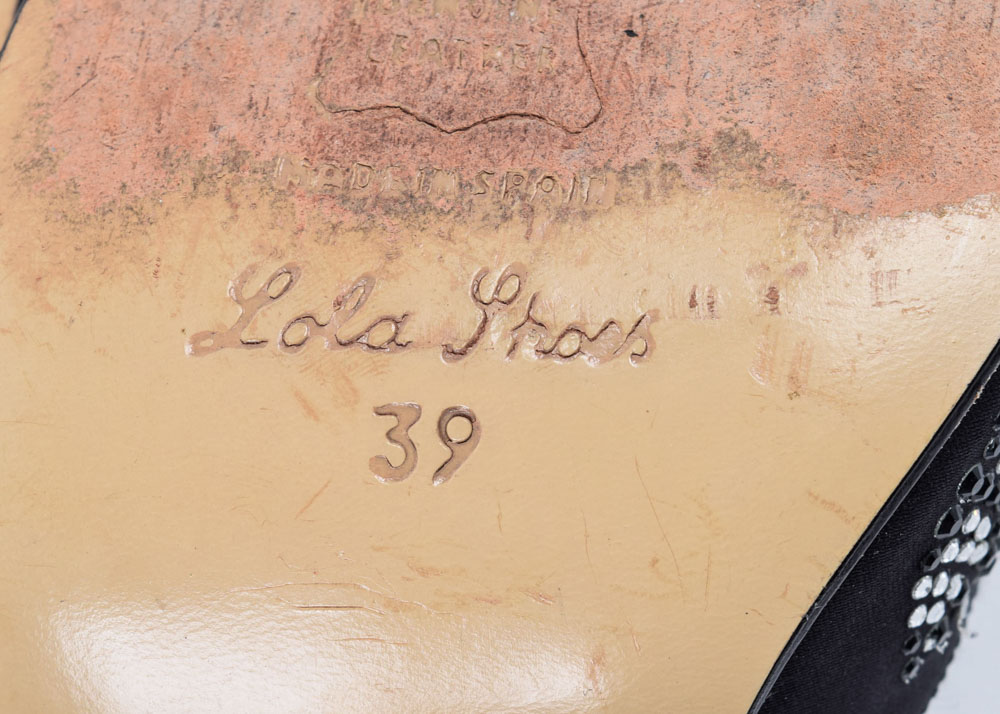 LEATHER
MADE IN SPAIN
Lola Shoes
39